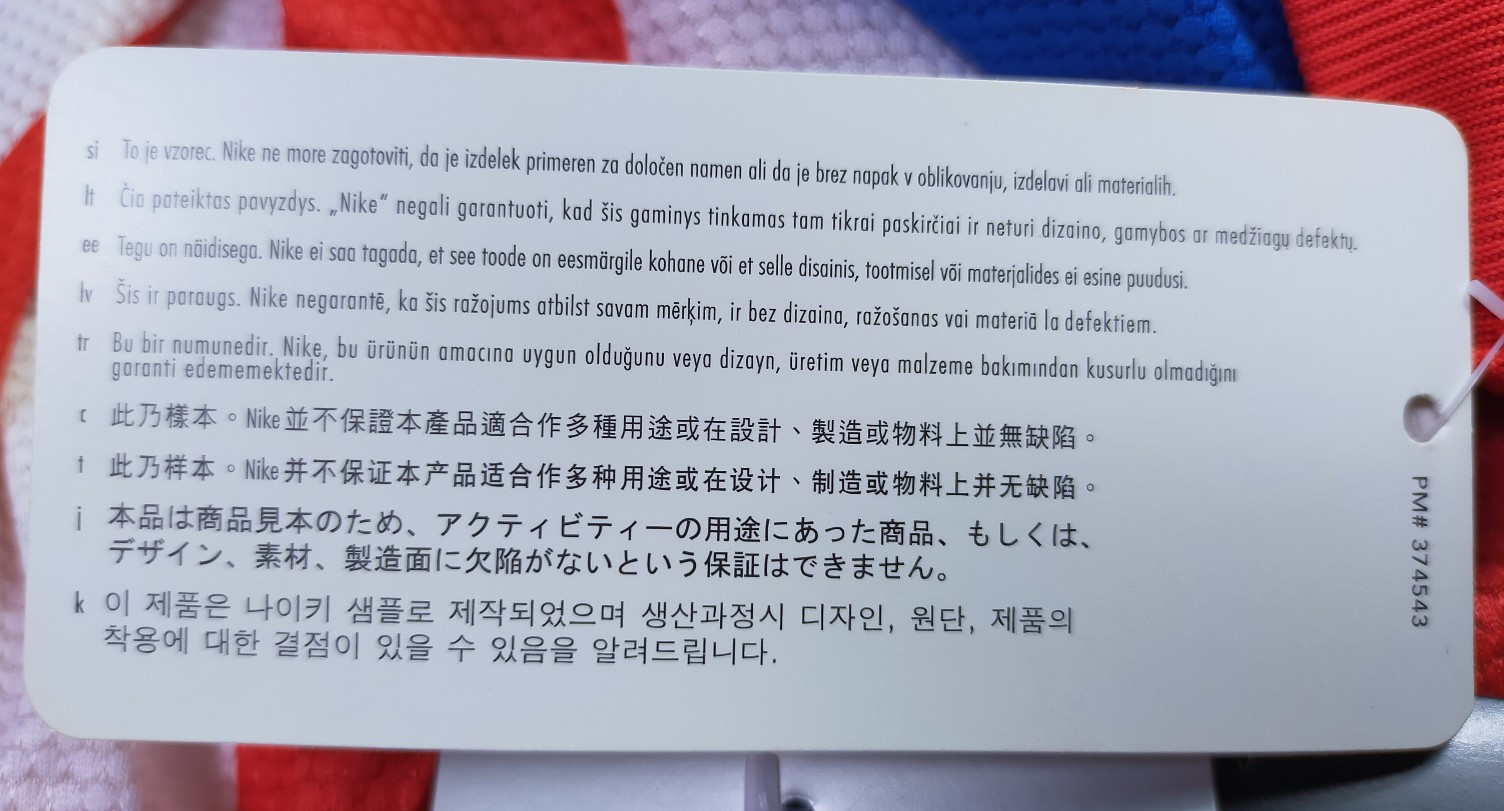 si To je vzorec. Nike ne more zagotoviti, da je izdelek primeren za določen namen ali da je brez napak v oblikovanju, izdelavi ali materialih.
lt Čia pateiktas pavyzdys. „Nike“ negali garantuoti, kad šis gaminys tinkamas tam tikrai paskirčiai ir neturi dizaino, gamybos ar medžiagų defektų.
ee Tegu on näidisega. Nike ei saa tagada, et see toode on eesmärgile kohane või et selle disainis, tootmisel või materjalides ei esine puudusi.
lv Šis ir paraugs. Nike negarantē, ka šis ražojums atbilst savam mērķim, ir bez dizaina, ražošanas vai materiā la defektiem.
tr Bu bir numunedir. Nike, bu ürünün amacına uygun olduğunu veya dizayn, üretim veya malzeme bakımından kusurlu olmadığını
garanti edememektedir.
c 此乃樣本。Nike並不保證本產品適合作多種用途或在設計、製造或物料上並無缺陷。
t 此乃样本。Nike并不保证本产品适合作多种用途或在设计、制造或物料上并无缺陷。
j 本品は商品見本のため、アクティビティーの用途にあった商品、もしくは、
デザイン、素材、製造面に欠陥がないという保証はできません。
k 이 제품은 나이키 샘플로 제작되었으며 생산과정시 디자인, 원단, 제품의
착용에 대한 결점이 있을 수 있음을 알려드립니다.
PM# 374543